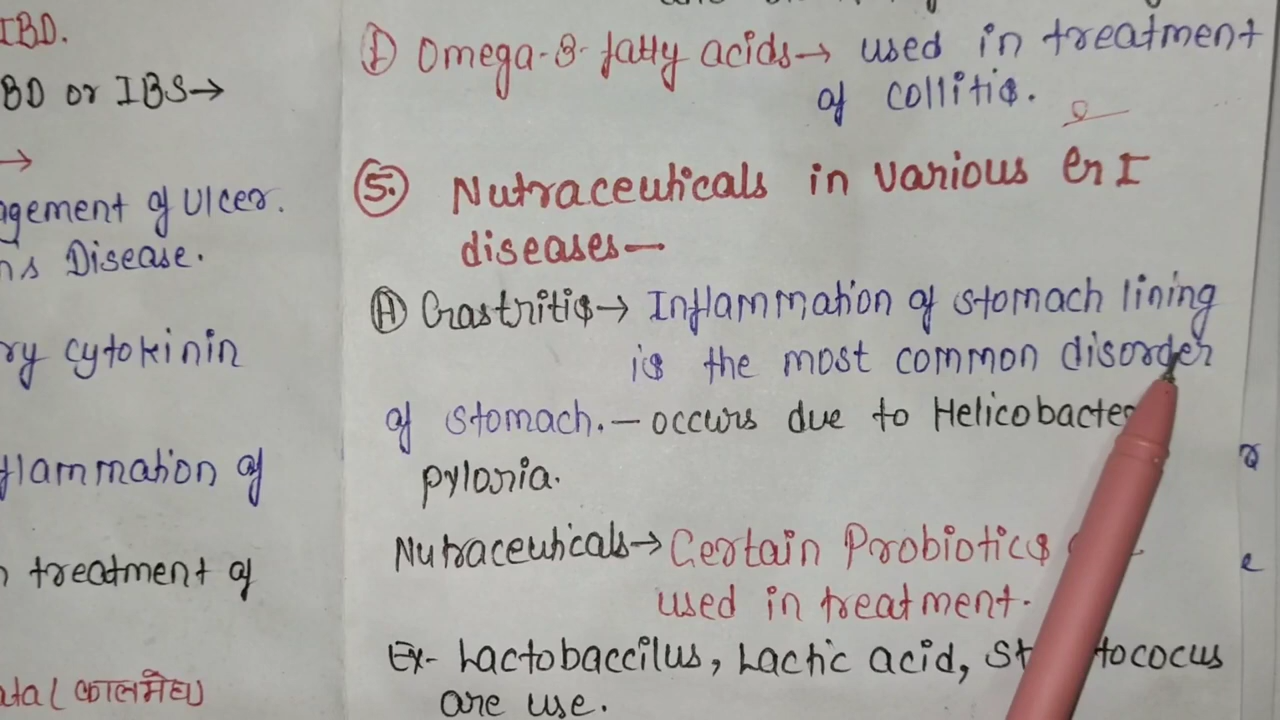 IBD.
BD or IBS→
→
agement of Ulcer.
ns Disease.
ry cytokinin
flammation of
treatment of
ata (कालमेघ)
I) Omega-3-fatty acids→ used in treatment
of collitis.
5. Nutraceuticals in various GI
diseases—
A) Gastritis→ Inflammation of stomach lining
is the most common disorder
of stomach. — occurs due to Helicobacte
pyloria.
Nutraceuticals→ Certain Probiotics
used in treatment.
Ex- Lactobaccilus, Lactic acid, St tococus
are use.